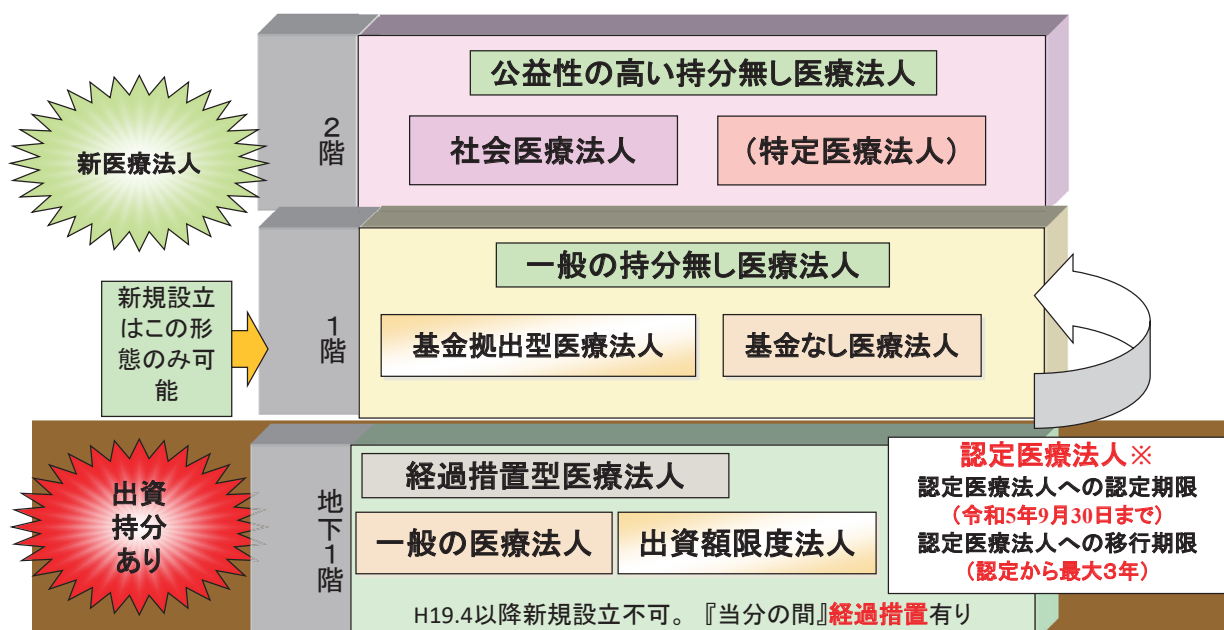 公益性の高い持分無し医療法人
2階
社会医療法人
(特定医療法人)
新医療法人
一般の持分無し医療法人
新規設立
はこの形
態のみ可
能
1階
基金拠出型医療法人
基金なし医療法人
出資
持分
あり
地下1階
経過措置型医療法人
一般の医療法人
出資額限度法人
H19.4以降新規設立不可。『当分の間』経過措置有り
認定医療法人※
認定医療法人への認定期限
(令和5年9月30日まで)
認定医療法人への移行期限
(認定から最大3年)